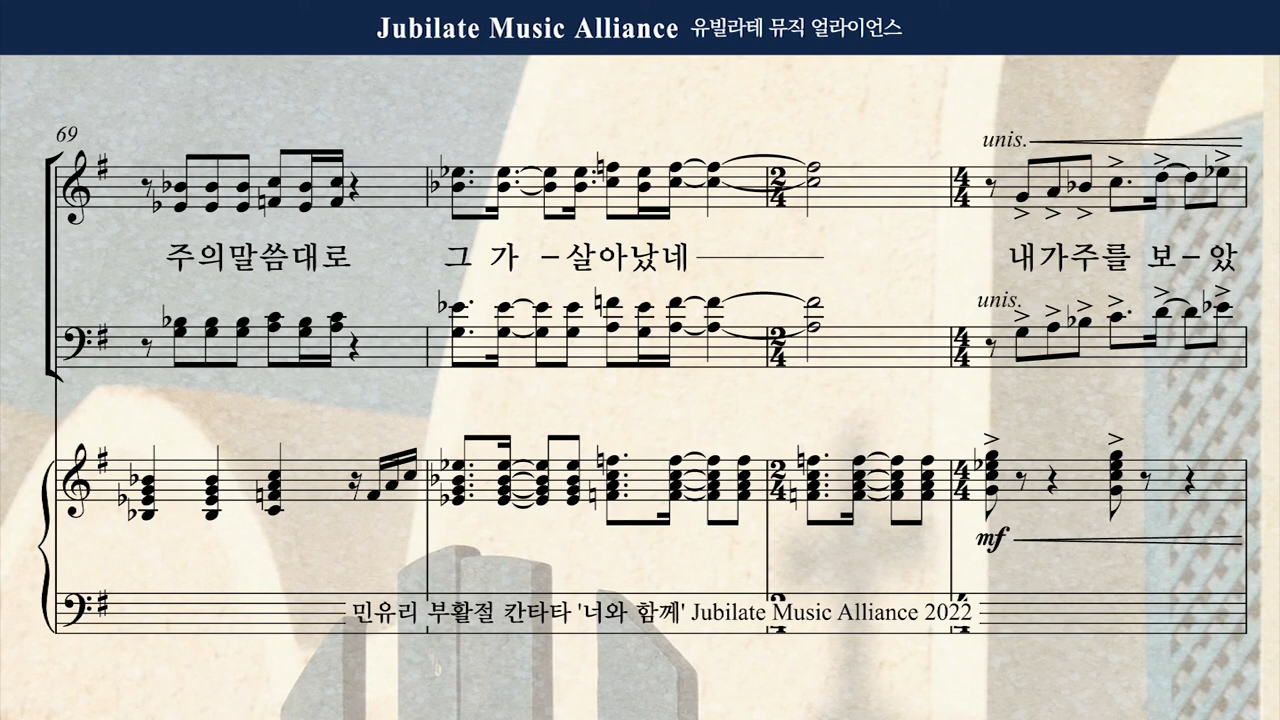 Jubilate Music Alliance 유빌라테 뮤직 얼라이언스
69
unis.
주의말씀대로 그 가 - 살아났네 내가주를 보 - 았
unis.
mf
민유리 부활절 칸타타 '너와 함께' Jubilate Music Alliance 2022